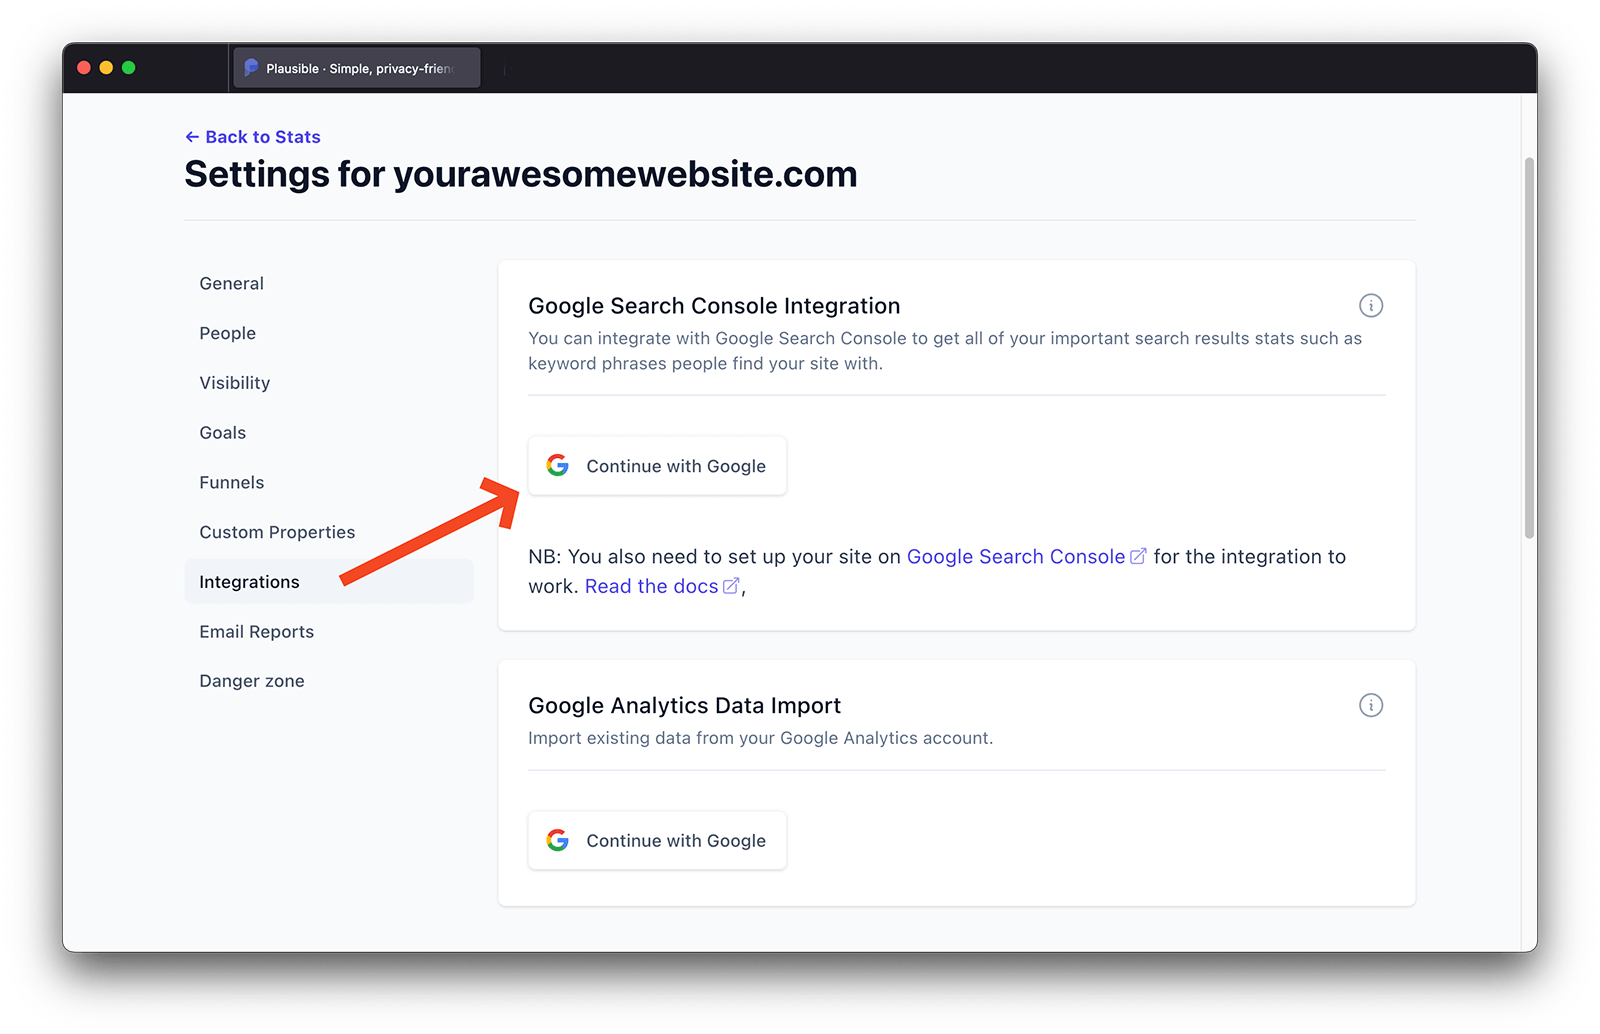 Plausible · Simple, privacy-frien
← Back to Stats
Settings for yourawesomewebsite.com
General
People
Visibility
Goals
Funnels
Custom Properties
Integrations
Email Reports
Danger zone
Google Search Console Integration
You can integrate with Google Search Console to get all of your important search results stats such as
keyword phrases people find your site with.
Continue with Google
NB: You also need to set up your site on Google Search Console for the integration to
work. Read the docs,
Google Analytics Data Import
Import existing data from your Google Analytics account.
Continue with Google